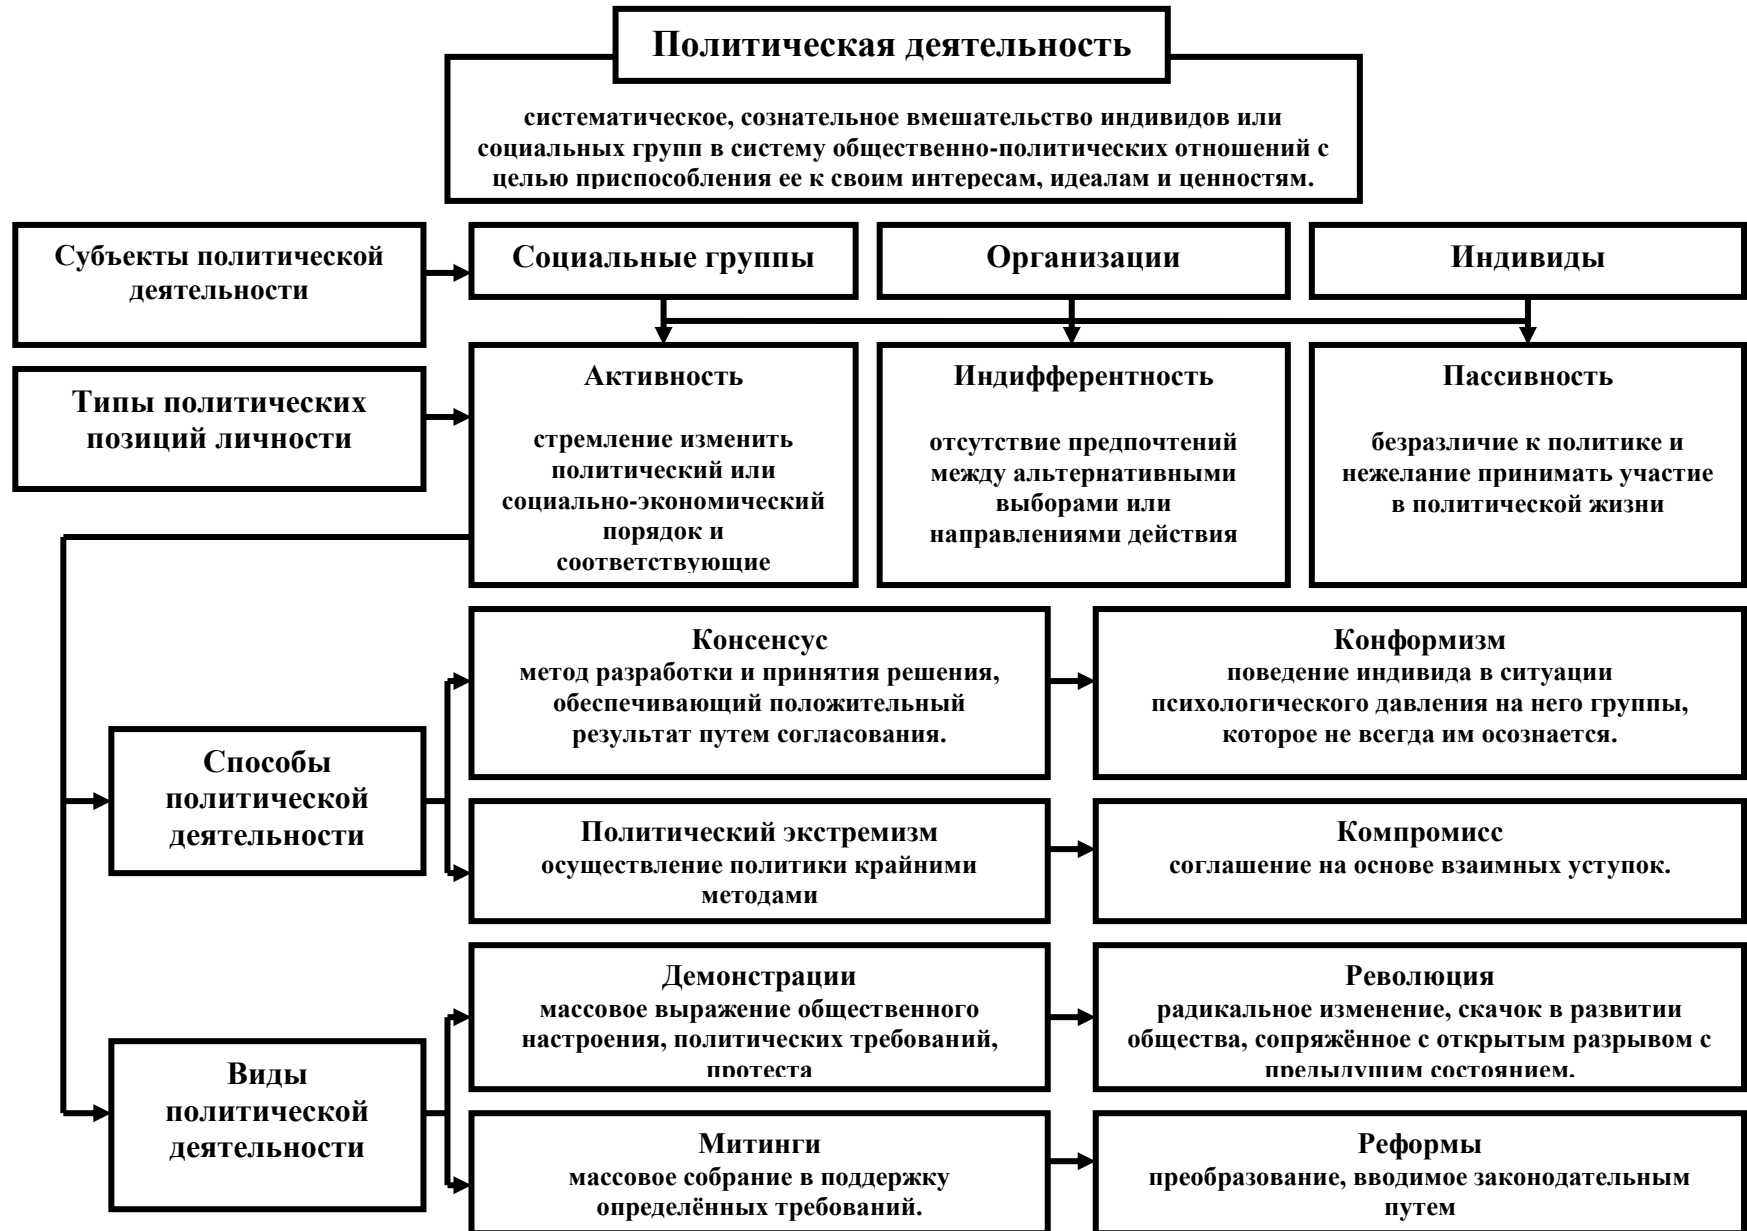 Политическая деятельность
систематическое, сознательное вмешательство индивидов или
социальных групп в систему общественно-политических отношений с
целью приспособления ее к своим интересам, идеалам и ценностям.
Субъекты политической
деятельности
Социальные группы
Организации
Индивиды
Типы политических
позиций личности
Активность
стремление изменить
политический или
социально-экономический
порядок и
соответствующие
Индифферентность
отсутствие предпочтений
между альтернативными
выборами или
направлениями действия
Пассивность
безразличие к политике и
нежелание принимать участие
в политической жизни
Способы
политической
деятельности
Консенсус
метод разработки и принятия решения,
обеспечивающий положительный
результат путем согласования.
Конформизм
поведение индивида в ситуации
психологического давления на него группы,
которое не всегда им осознается.
Политический экстремизм
осуществление политики крайними
методами
Компромисс
соглашение на основе взаимных уступок.
Виды
политической
деятельности
Демонстрации
массовое выражение общественного
настроения, политических требований,
протеста
Революция
радикальное изменение, скачок в развитии
общества, сопряжённое с открытым разрывом с
предыдущим состоянием.
Митинги
массовое собрание в поддержку
определённых требований.
Реформы
преобразование, вводимое законодательным
путем